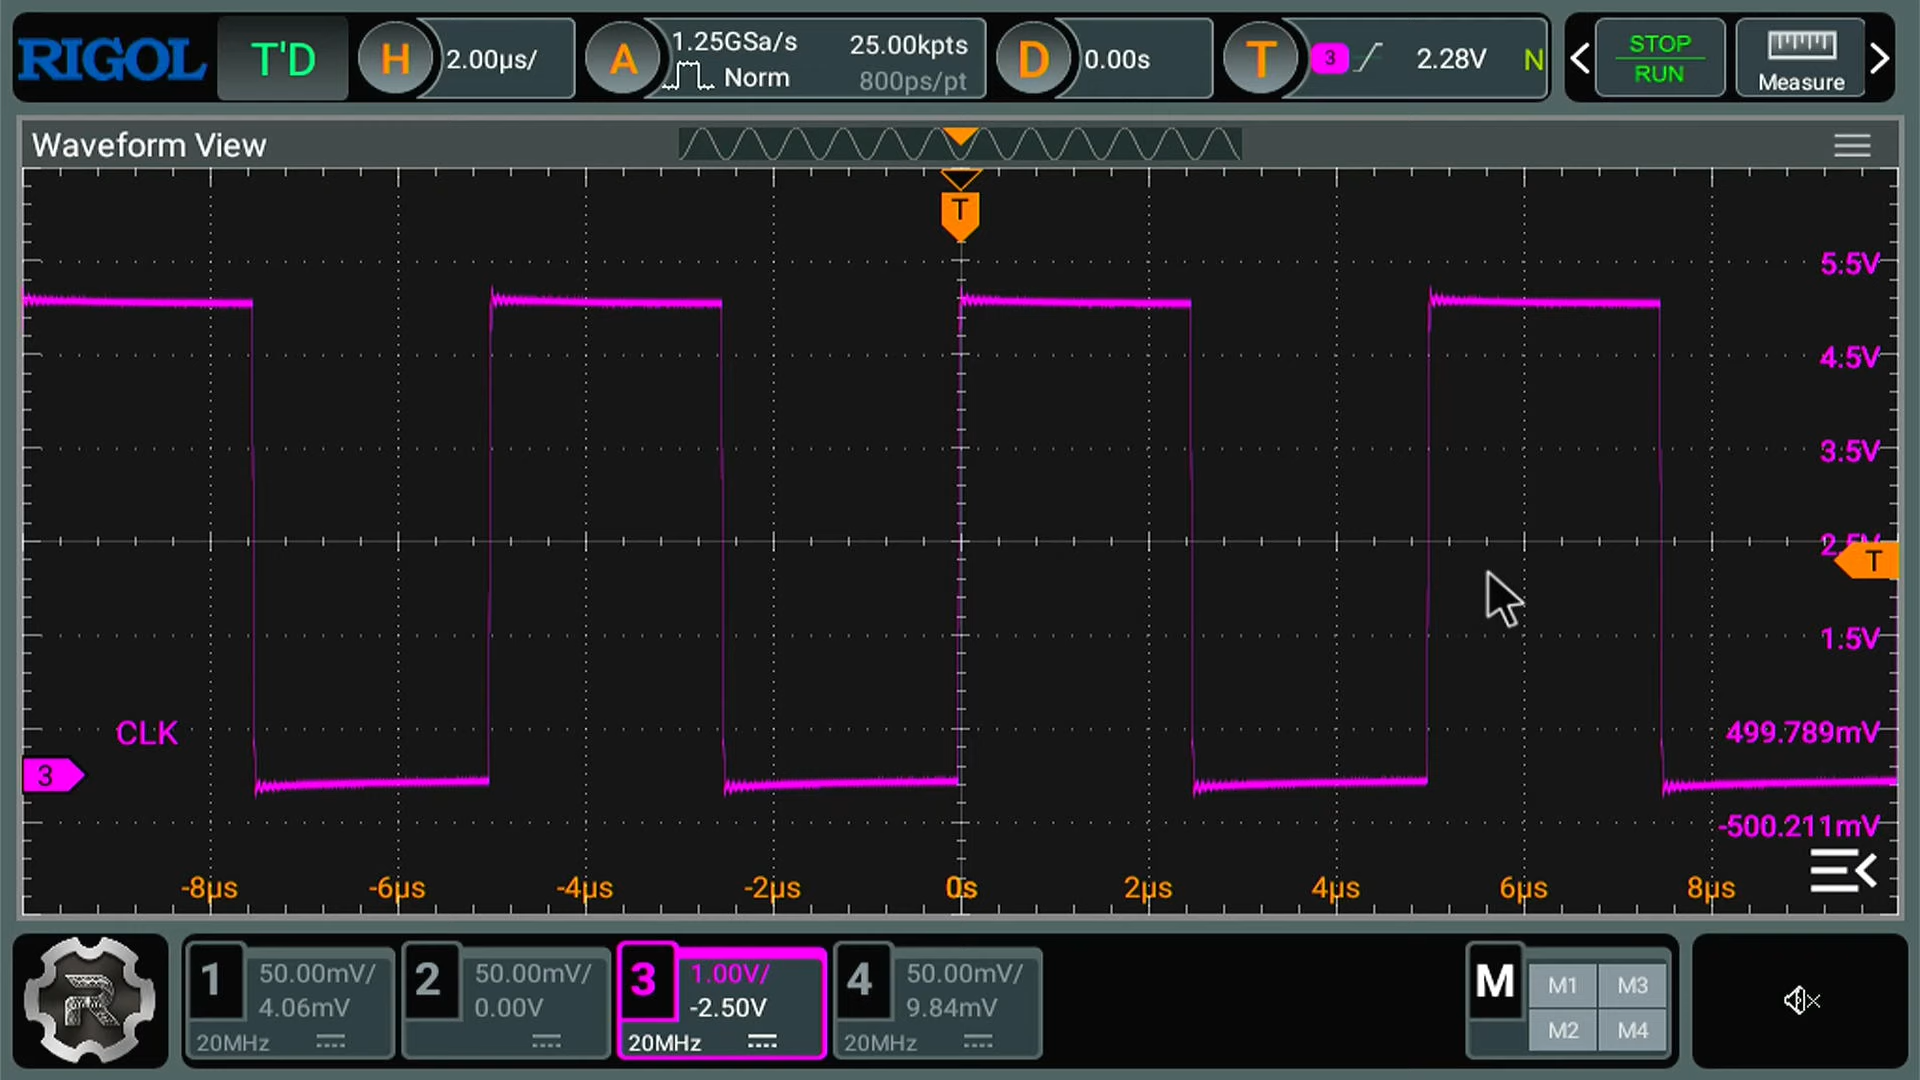 RIGOL
T'D
H 2.00µs/
A 1.25GSa/s 25.00kpts
Norm 800ps/pt
D 0.00s
T 3 2.28V N
STOP
RUN
Measure
Waveform View
T
5.5V
4.5V
3.5V
T
1.5V
CLK
499.789mV
3
-500.211mV
-8µs -6µs -4µs -2µs 0s 2µs 4µs 6µs 8µs
1 50.00mV/
4.06mV
20MHz
2 50.00mV/
0.00V
3 1.00V/
-2.50V
20MHz
4 50.00mV/
9.84mV
20MHz
M M1 M3
M2 M4
R